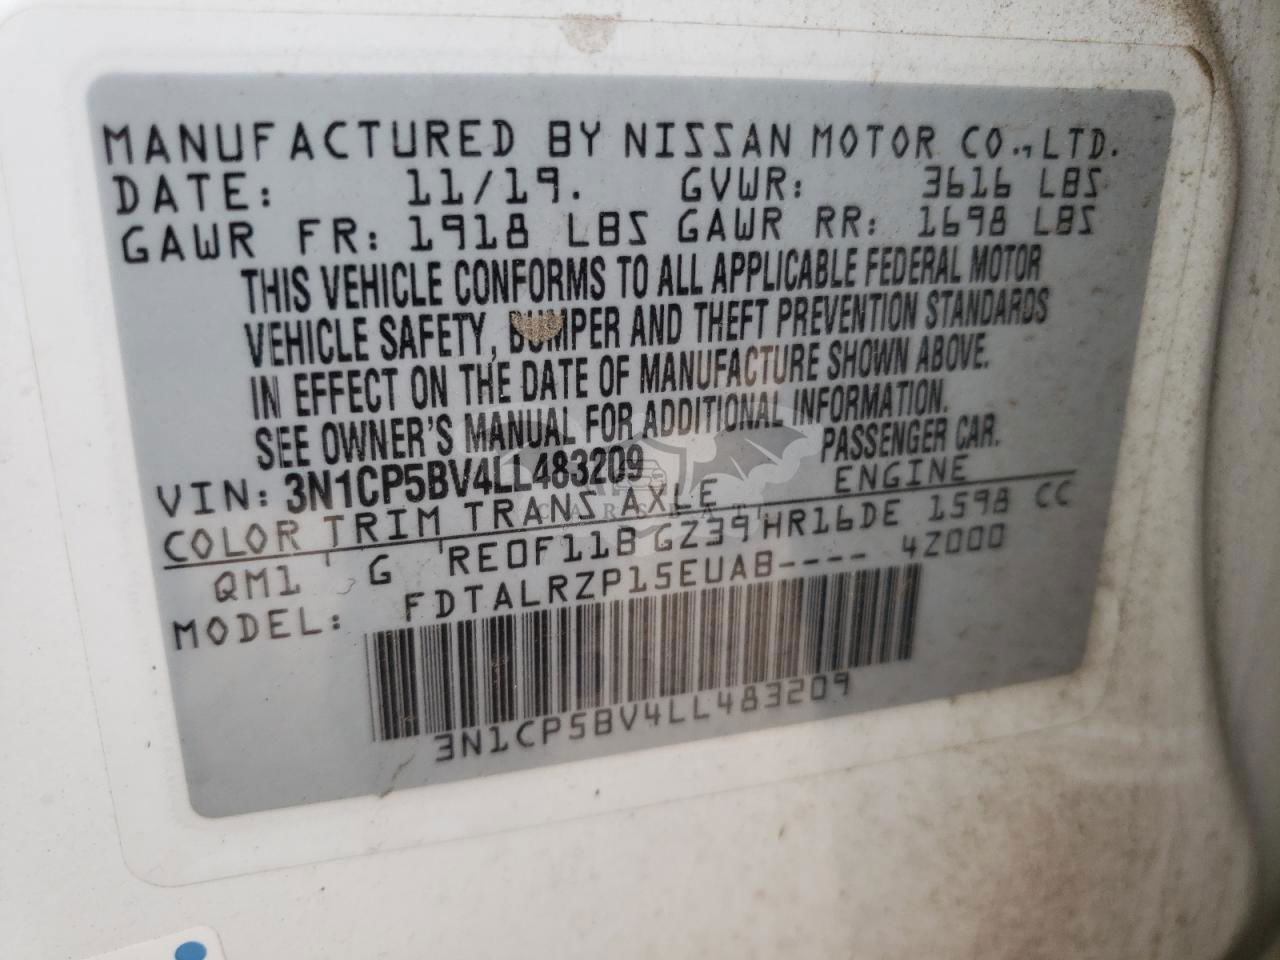 MANUFACTURED BY NISSAN MOTOR CO., LTD.
DATE: 11/19. GVWR: 3616 LBS
GAWR FR: 1918 LBS GAWR RR: 1698 LBS
THIS VEHICLE CONFORMS TO ALL APPLICABLE FEDERAL MOTOR
VEHICLE SAFETY, BUMPER AND THEFT PREVENTION STANDARDS
IN EFFECT ON THE DATE OF MANUFACTURE SHOWN ABOVE.
SEE OWNER'S MANUAL FOR ADDITIONAL INFORMATION.
VIN: 3N1CP5BV4LL483209 PASSENGER CAR.
COLOR TRIM TRANS AXLE ENGINE
QM1 G RE0F11B GZ39 HR16DE 1598 CC
MODEL: FDTALRZP15EUAB---- 4Z000
3N1CP5BV4LL483209